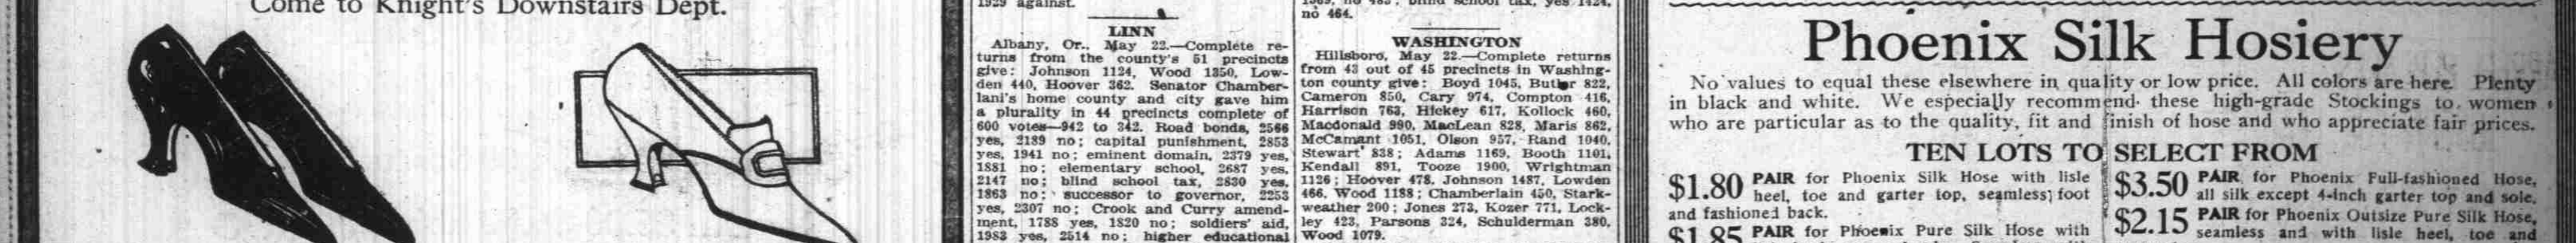 Come to Knight's Downstairs Dept.
1929 against.
LINN
Albany, Or., May 22.—Complete re-
turns from the county's 51 precincts
give: Johnson 1124, Wood 1350, Low-
den 440, Hoover 362. Senator Chamber-
lani's home county and city gave him
a plurality in 44 precincts complete of
600 votes—942 to 342. Road bonds, 2566
yes, 2189 no; capital punishment, 2853
yes, 1941 no; eminent domain, 2379 yes,
1881 no; elementary school, 2687 yes,
2147 no; blind school tax, 2830 yes,
1863 no; successor to governor, 2253
yes, 2307 no; Crook and Curry amend-
ment, 1788 yes, 1820 no; soldiers' aid,
1983 yes, 2514 no; higher educational
no 483; blind school tax, yes 1424,
no 464.
WASHINGTON
Hillsboro, May 22.—Complete returns
from 43 out of 45 precincts in Washing-
ton county give: Boyd 1045, Butler 822,
Cameron 850, Cary 974, Compton 416,
Harrison 763, Hickey 617, Kollock 460,
Macdonald 990, MacLean 828, Maris 862,
McCamant 1051, Olson 957, Rand 1040,
Stewart 838; Adams 1169, Booth 1101,
Kendall 891, Tooze 1900, Wrightman
1126; Hoover 478, Johnson 1487, Lowden
466, Wood 1188; Chamberlain 450, Stark-
weather 200; Jones 273, Kozer 771, Lock-
ley 423, Parsons 324, Schulderman 380,
Wood 1079.
Phoenix Silk Hosiery
No values to equal these elsewhere in quality or low price. All colors are here. Plenty
in black and white. We especially recommend these high-grade Stockings to women
who are particular as to the quality, fit and finish of hose and who appreciate fair prices.
TEN LOTS TO SELECT FROM
$1.80 PAIR for Phoenix Silk Hose with lisle
heel, toe and garter top, seamless foot
and fashioned back.
$1.85 PAIR for Phoenix Pure Silk Hose with
$3.50 PAIR for Phoenix Full-fashioned Hose,
all silk except 4-inch garter top and sole.
$2.15 PAIR for Phoenix Outsize Pure Silk Hose,
seamless and with lisle heel, toe and